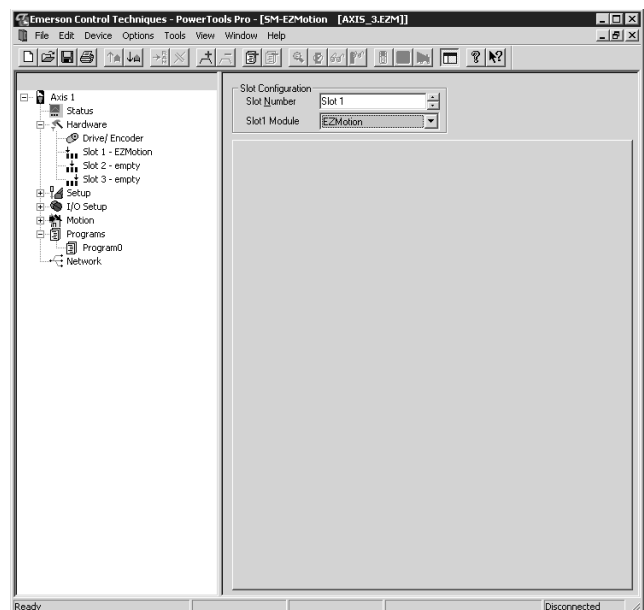 Emerson Control Techniques - PowerTools Pro - [SM-EZMotion [AXIS_3.EZM]]
File Edit Device Options Tools View Window Help
Slot Configuration
Slot Number Slot 1
Slot1 Module EZMotion
Axis 1
Status
Hardware
Drive/ Encoder
Slot 1 - EZMotion
Slot 2 - empty
Slot 3 - empty
Setup
I/O Setup
Motion
Programs
Program0
Network
Ready Disconnected